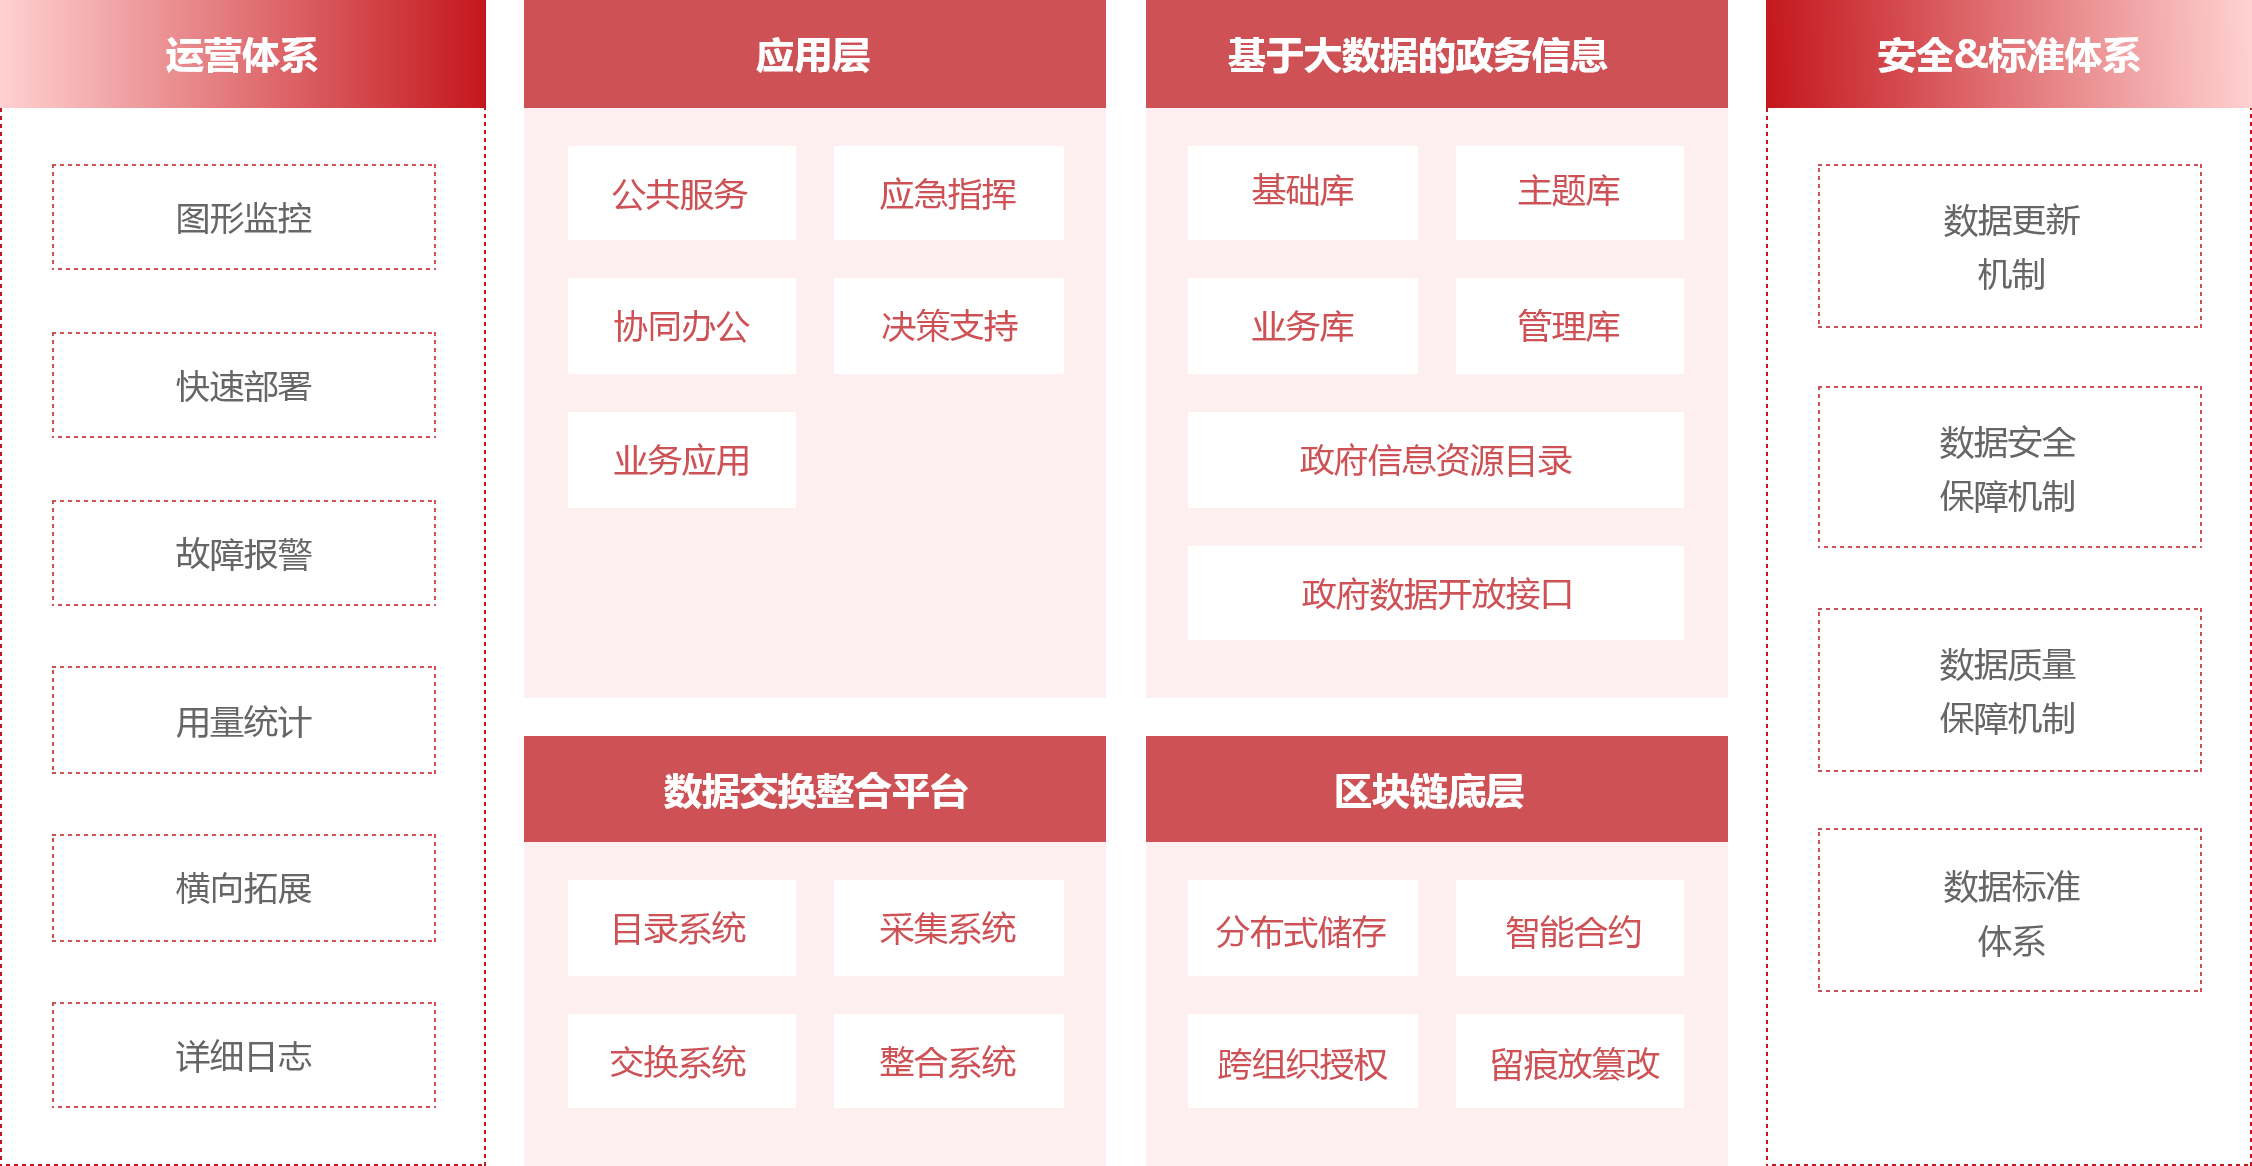 运营体系
图形监控
快速部署
故障报警
用量统计
横向拓展
详细日志
应用层
公共服务
应急指挥
协同办公
决策支持
业务应用
基于大数据的政务信息
基础库
主题库
业务库
管理库
政府信息资源目录
政府数据开放接口
数据交换整合平台
目录系统
采集系统
交换系统
整合系统
区块链底层
分布式储存
智能合约
跨组织授权
留痕放篡改
安全&标准体系
数据更新
机制
数据安全
保障机制
数据质量
保障机制
数据标准
体系